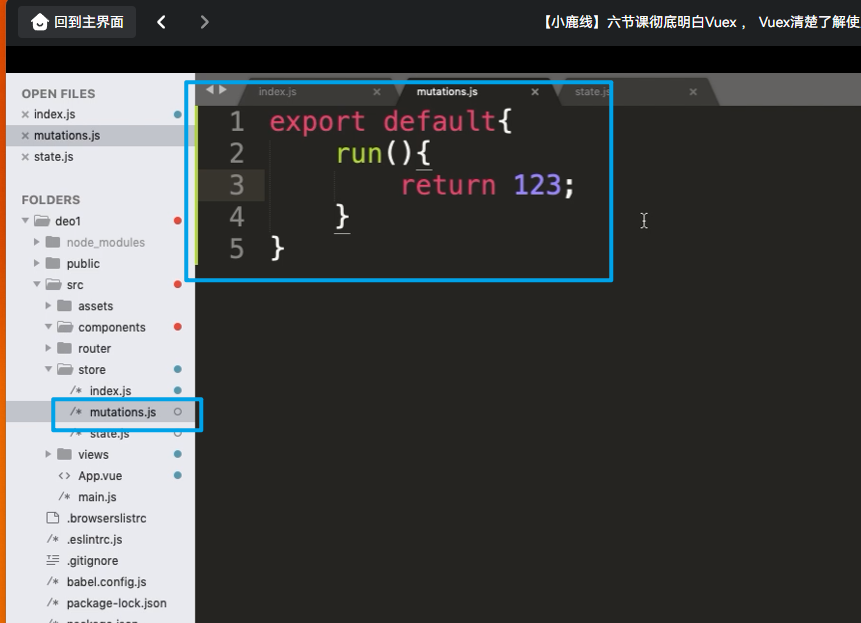 回到主界面
【小鹿线】六节课彻底明白Vuex ， Vuex清楚了解使
OPEN FILES
index.js
mutations.js
state.js
FOLDERS
deo1
node_modules
public
src
assets
components
router
store
/* index.js
/* mutations.js
/* state.js
views
<> App.vue
/* main.js
.browserslistrc
/* .eslintrc.js
.gitignore
/* babel.config.js
/* package-lock.json
/* package.json
index.js
mutations.js
state.js
1 export default{
2 run(){
3 return 123;
4 }
5 }